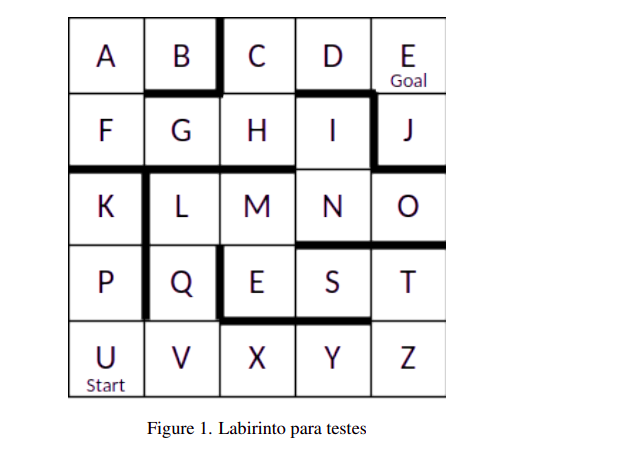 A B C D E
Goal
F G H I J
K L M N O
P Q E S T
U V X Y Z
Start
Figure 1. Labirinto para testes